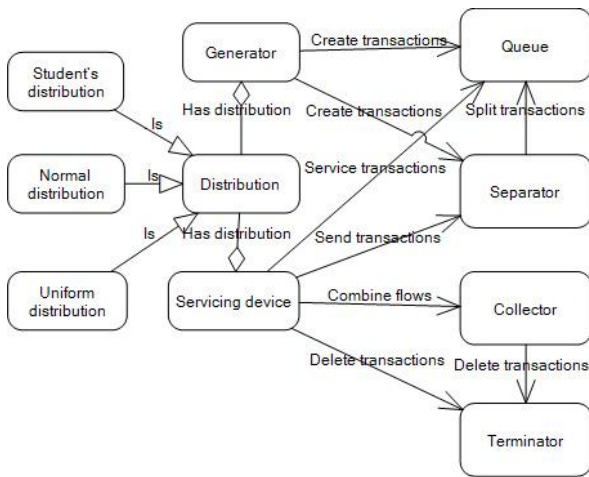 Generator
Create transactions
Queue
Student's
distribution
Has distribution
Create transactions
Split transactions
Is
Normal
distribution
Is
Distribution
Service transactions
Separator
Is
Has distribution
Send transactions
Uniform
distribution
Servicing device
Combine flows
Collector
Delete transactions
Delete transactions
Terminator